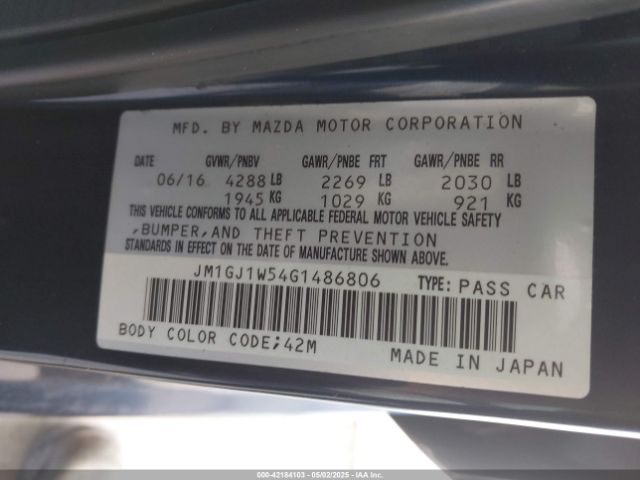 MFD. BY MAZDA MOTOR CORPORATION
DATE GVWR/PNBV GAWR/PNBE FRT GAWR/PNBE RR
06/16 4288 LB 2269 LB 2030 LB
1945 KG 1029 KG 921 KG
THIS VEHICLE CONFORMS TO ALL APPLICABLE FEDERAL MOTOR VEHICLE SAFETY
,BUMPER,AND THEFT PREVENTION
STANDARDS IN EFFECT ON THE DATE OF MANUFACTURE SHOWN ABOVE.
JM1GJ1W54G1486806 TYPE: PASS CAR
BODY COLOR CODE;42M
MADE IN JAPAN
000-42184103 - 05/02/2025 - IAA Inc.